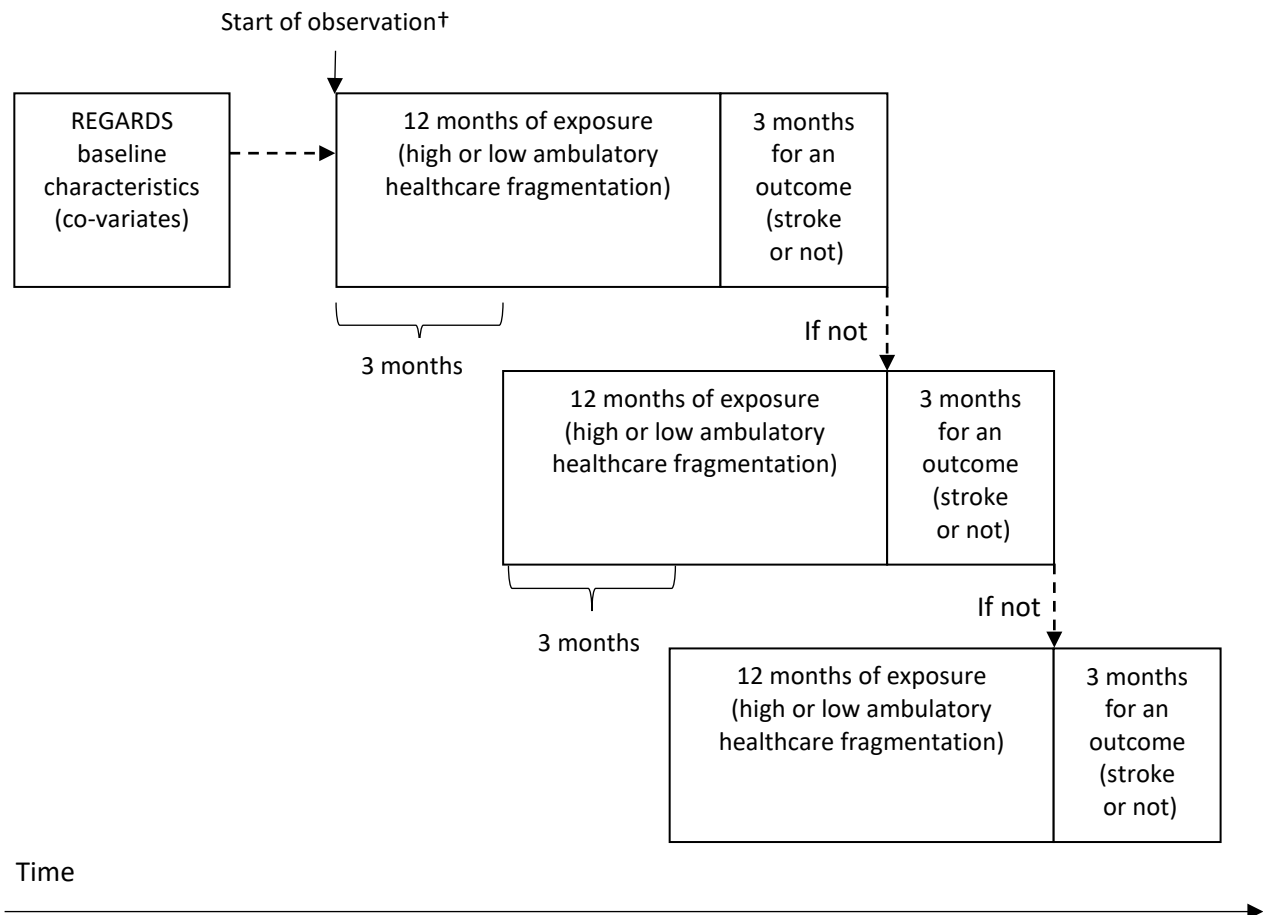 Start of observation†
REGARDS
baseline
characteristics
(co-variates)
12 months of exposure
(high or low ambulatory
healthcare fragmentation)
3 months
for an
outcome
(stroke
or not)
3 months
If not
12 months of exposure
(high or low ambulatory
healthcare fragmentation)
3 months
for an
outcome
(stroke
or not)
3 months
If not
12 months of exposure
(high or low ambulatory
healthcare fragmentation)
3 months
for an
outcome
(stroke
or not)
Time